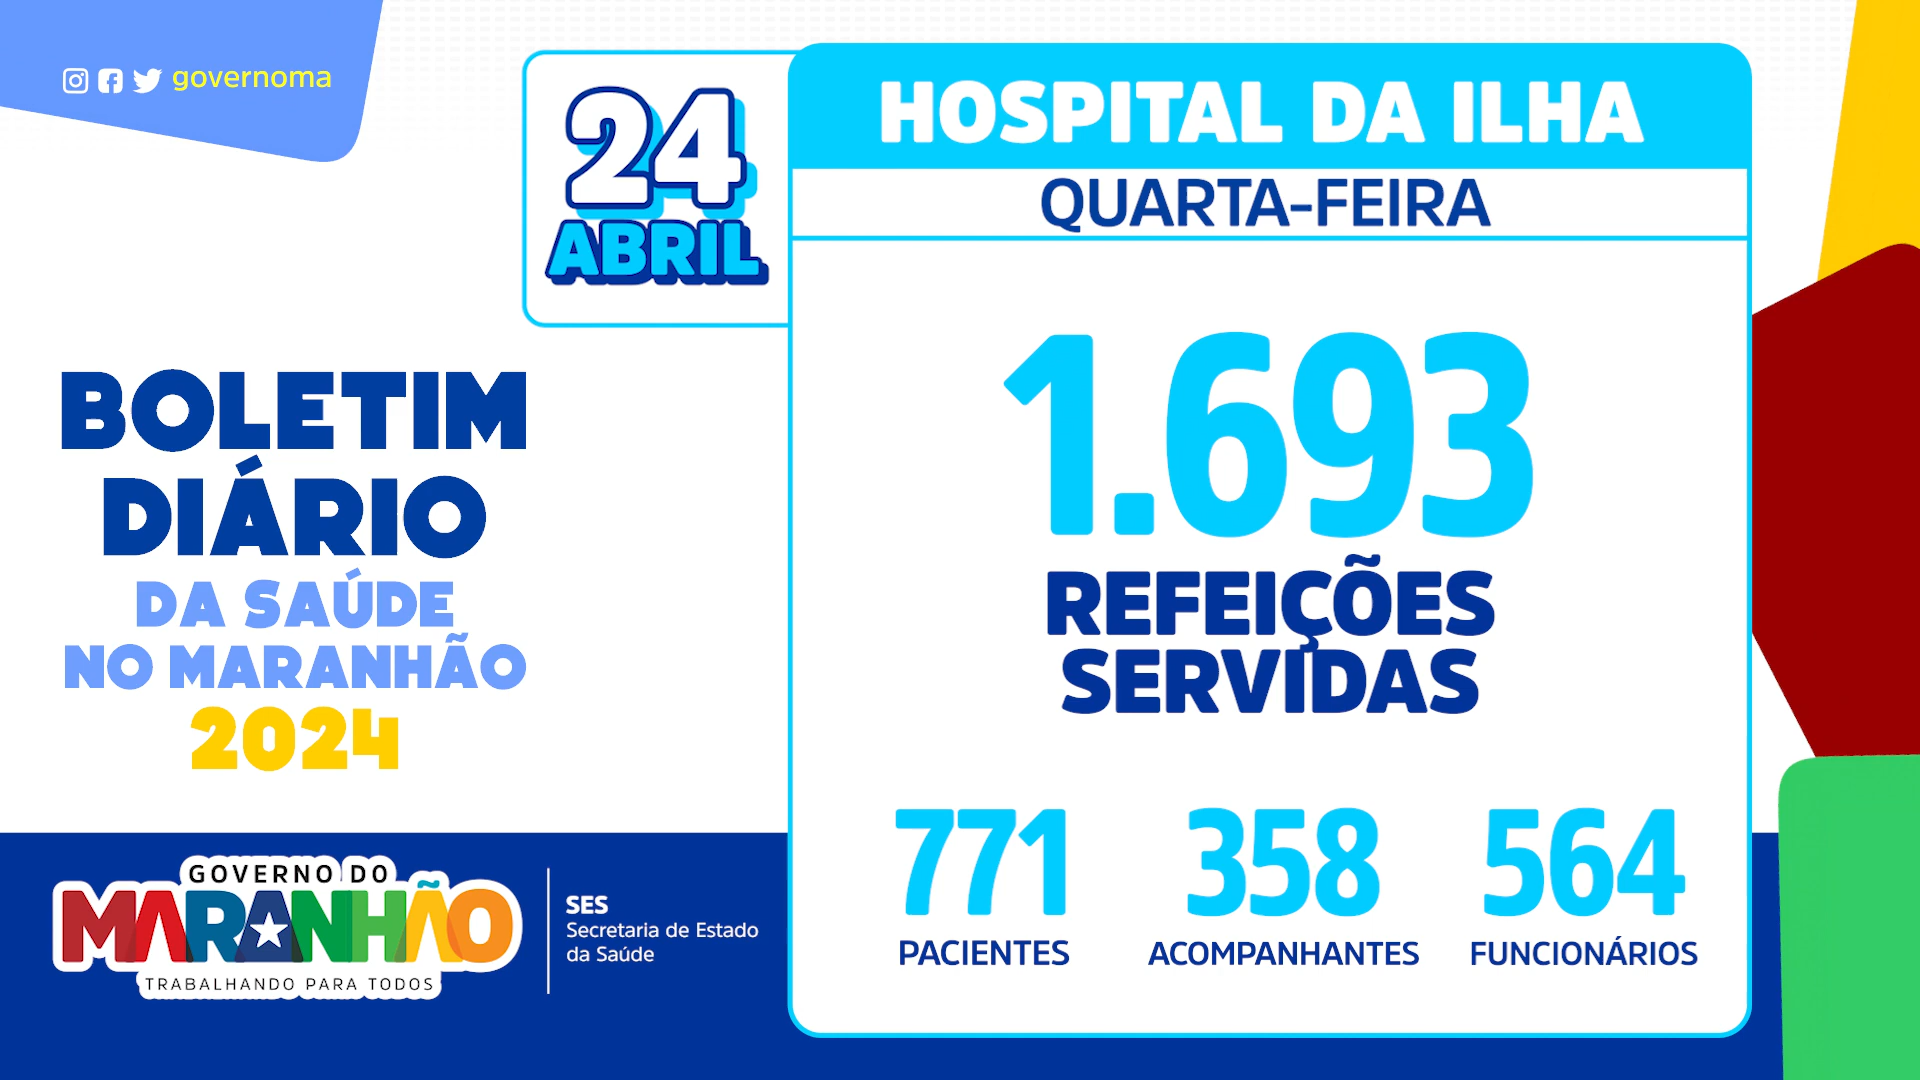 governoma
24
ABRIL
HOSPITAL DA ILHA
QUARTA-FEIRA
BOLETIM
DIÁRIO
DA SAÚDE
NO MARANHÃO
2024
1.693
REFEIÇÕES
SERVIDAS
771
PACIENTES
358
ACOMPANHANTES
564
FUNCIONÁRIOS
GOVERNO DO
MARANHÃO
TRABALHANDO PARA TODOS
SES
Secretaria de Estado
da Saúde